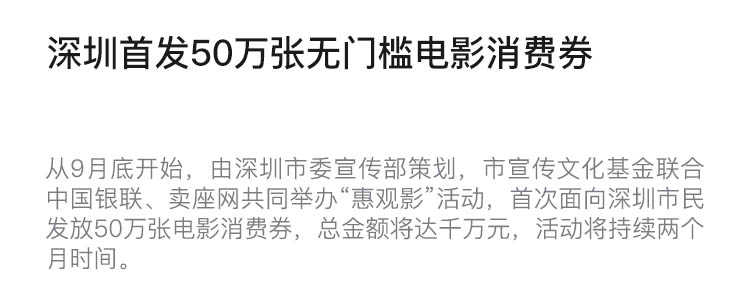 深圳首发50万张无门槛电影消费券
从9月底开始，由深圳市委宣传部策划，市宣传文化基金联合
中国银联、卖座网共同举办“惠观影”活动，首次面向深圳市民
发放50万张电影消费券，总金额将达千万元，活动将持续两个
月时间。